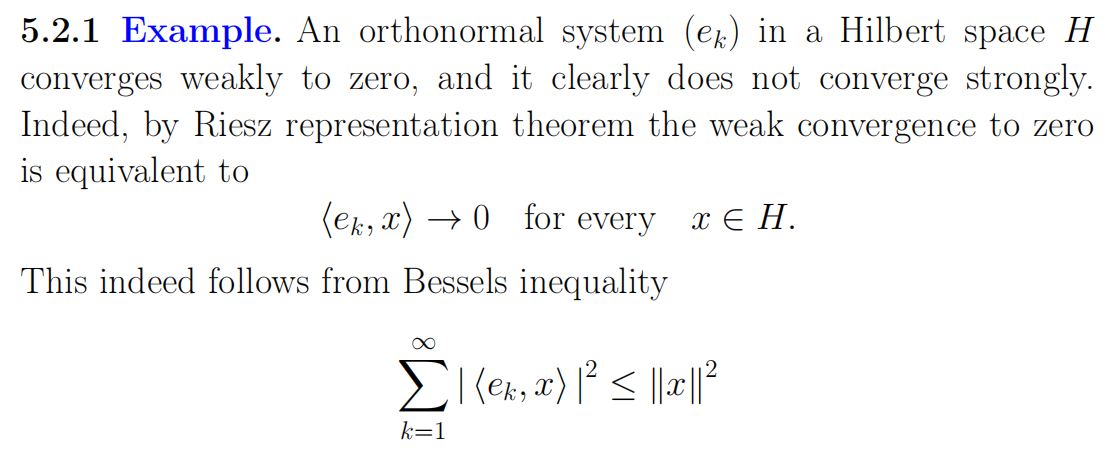 5.2.1 Example. An orthonormal system (e_k) in a Hilbert space H
converges weakly to zero, and it clearly does not converge strongly.
Indeed, by Riesz representation theorem the weak convergence to zero
is equivalent to
⟨e_k, x⟩ → 0 for every x ∈ H.
This indeed follows from Bessels inequality
∑_{k=1}^{∞} | ⟨e_k, x⟩ |² ≤ ‖x‖²